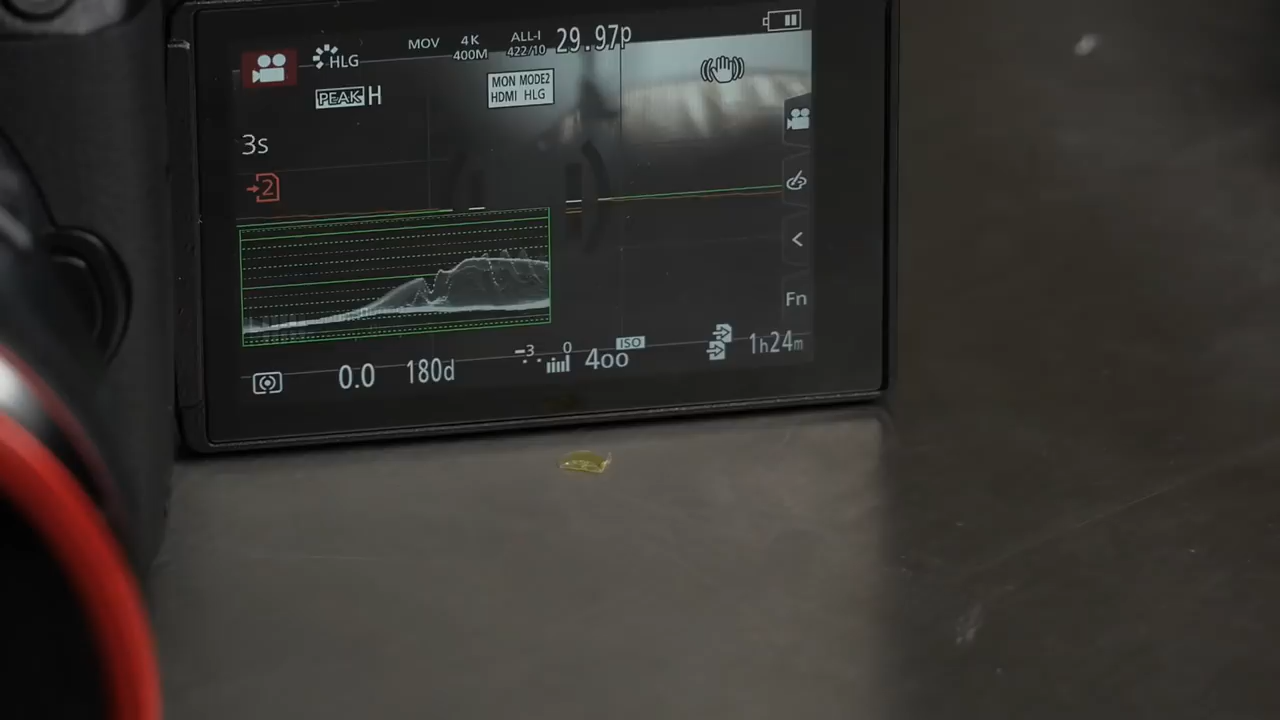 HLG
MOV
4K
400M
ALL-I
422/10
29.97p
PEAK H
MON MODE2
HDMI HLG
3s
2
Fn
0.0
180d
−3
0
ISO
400
1h24m